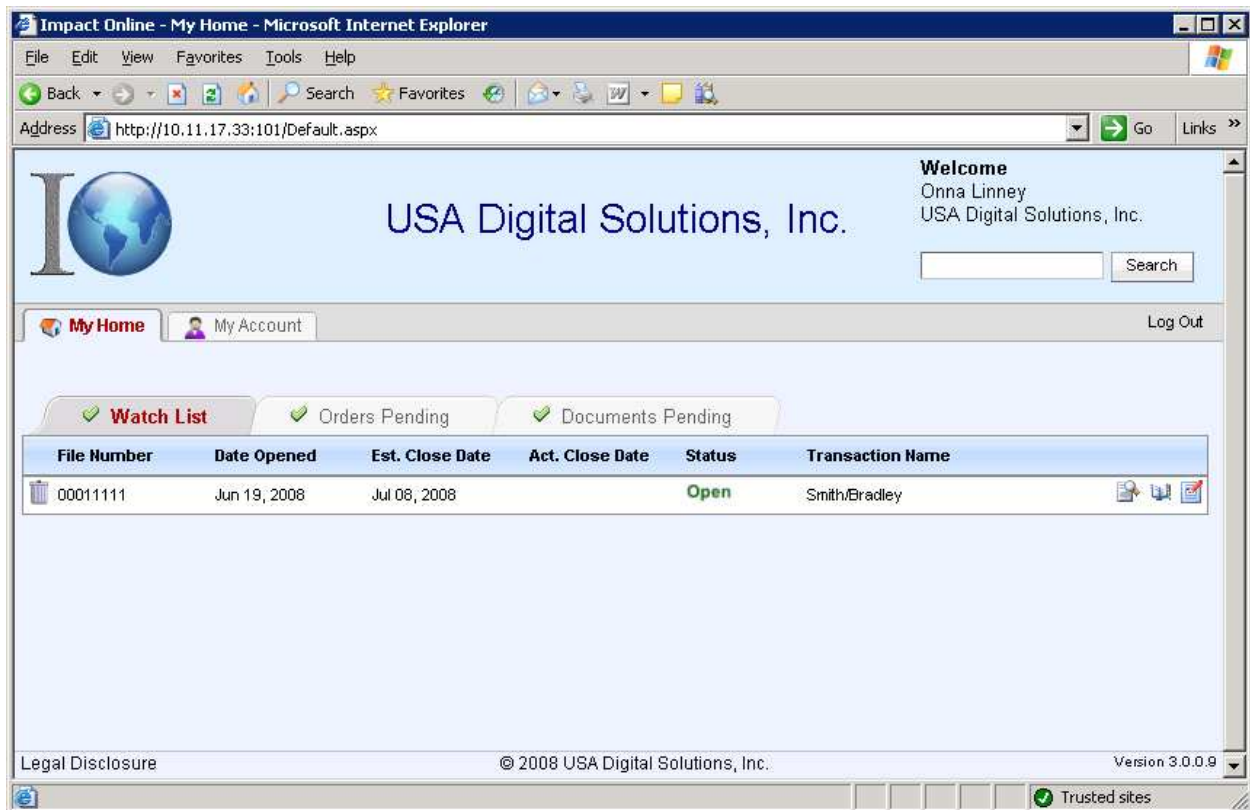 Impact Online - My Home - Microsoft Internet Explorer
File Edit View Favorites Tools Help
Back Search Favorites
Address http://10.11.17.33:101/Default.aspx Go Links »
IO
USA Digital Solutions, Inc.
Welcome
Onna Linney
USA Digital Solutions, Inc.
Search
My Home My Account Log Out
Watch List Orders Pending Documents Pending
File Number Date Opened Est. Close Date Act. Close Date Status Transaction Name
00011111 Jun 19, 2008 Jul 08, 2008 Open Smith/Bradley
Legal Disclosure © 2008 USA Digital Solutions, Inc. Version 3.0.0.9
Trusted sites